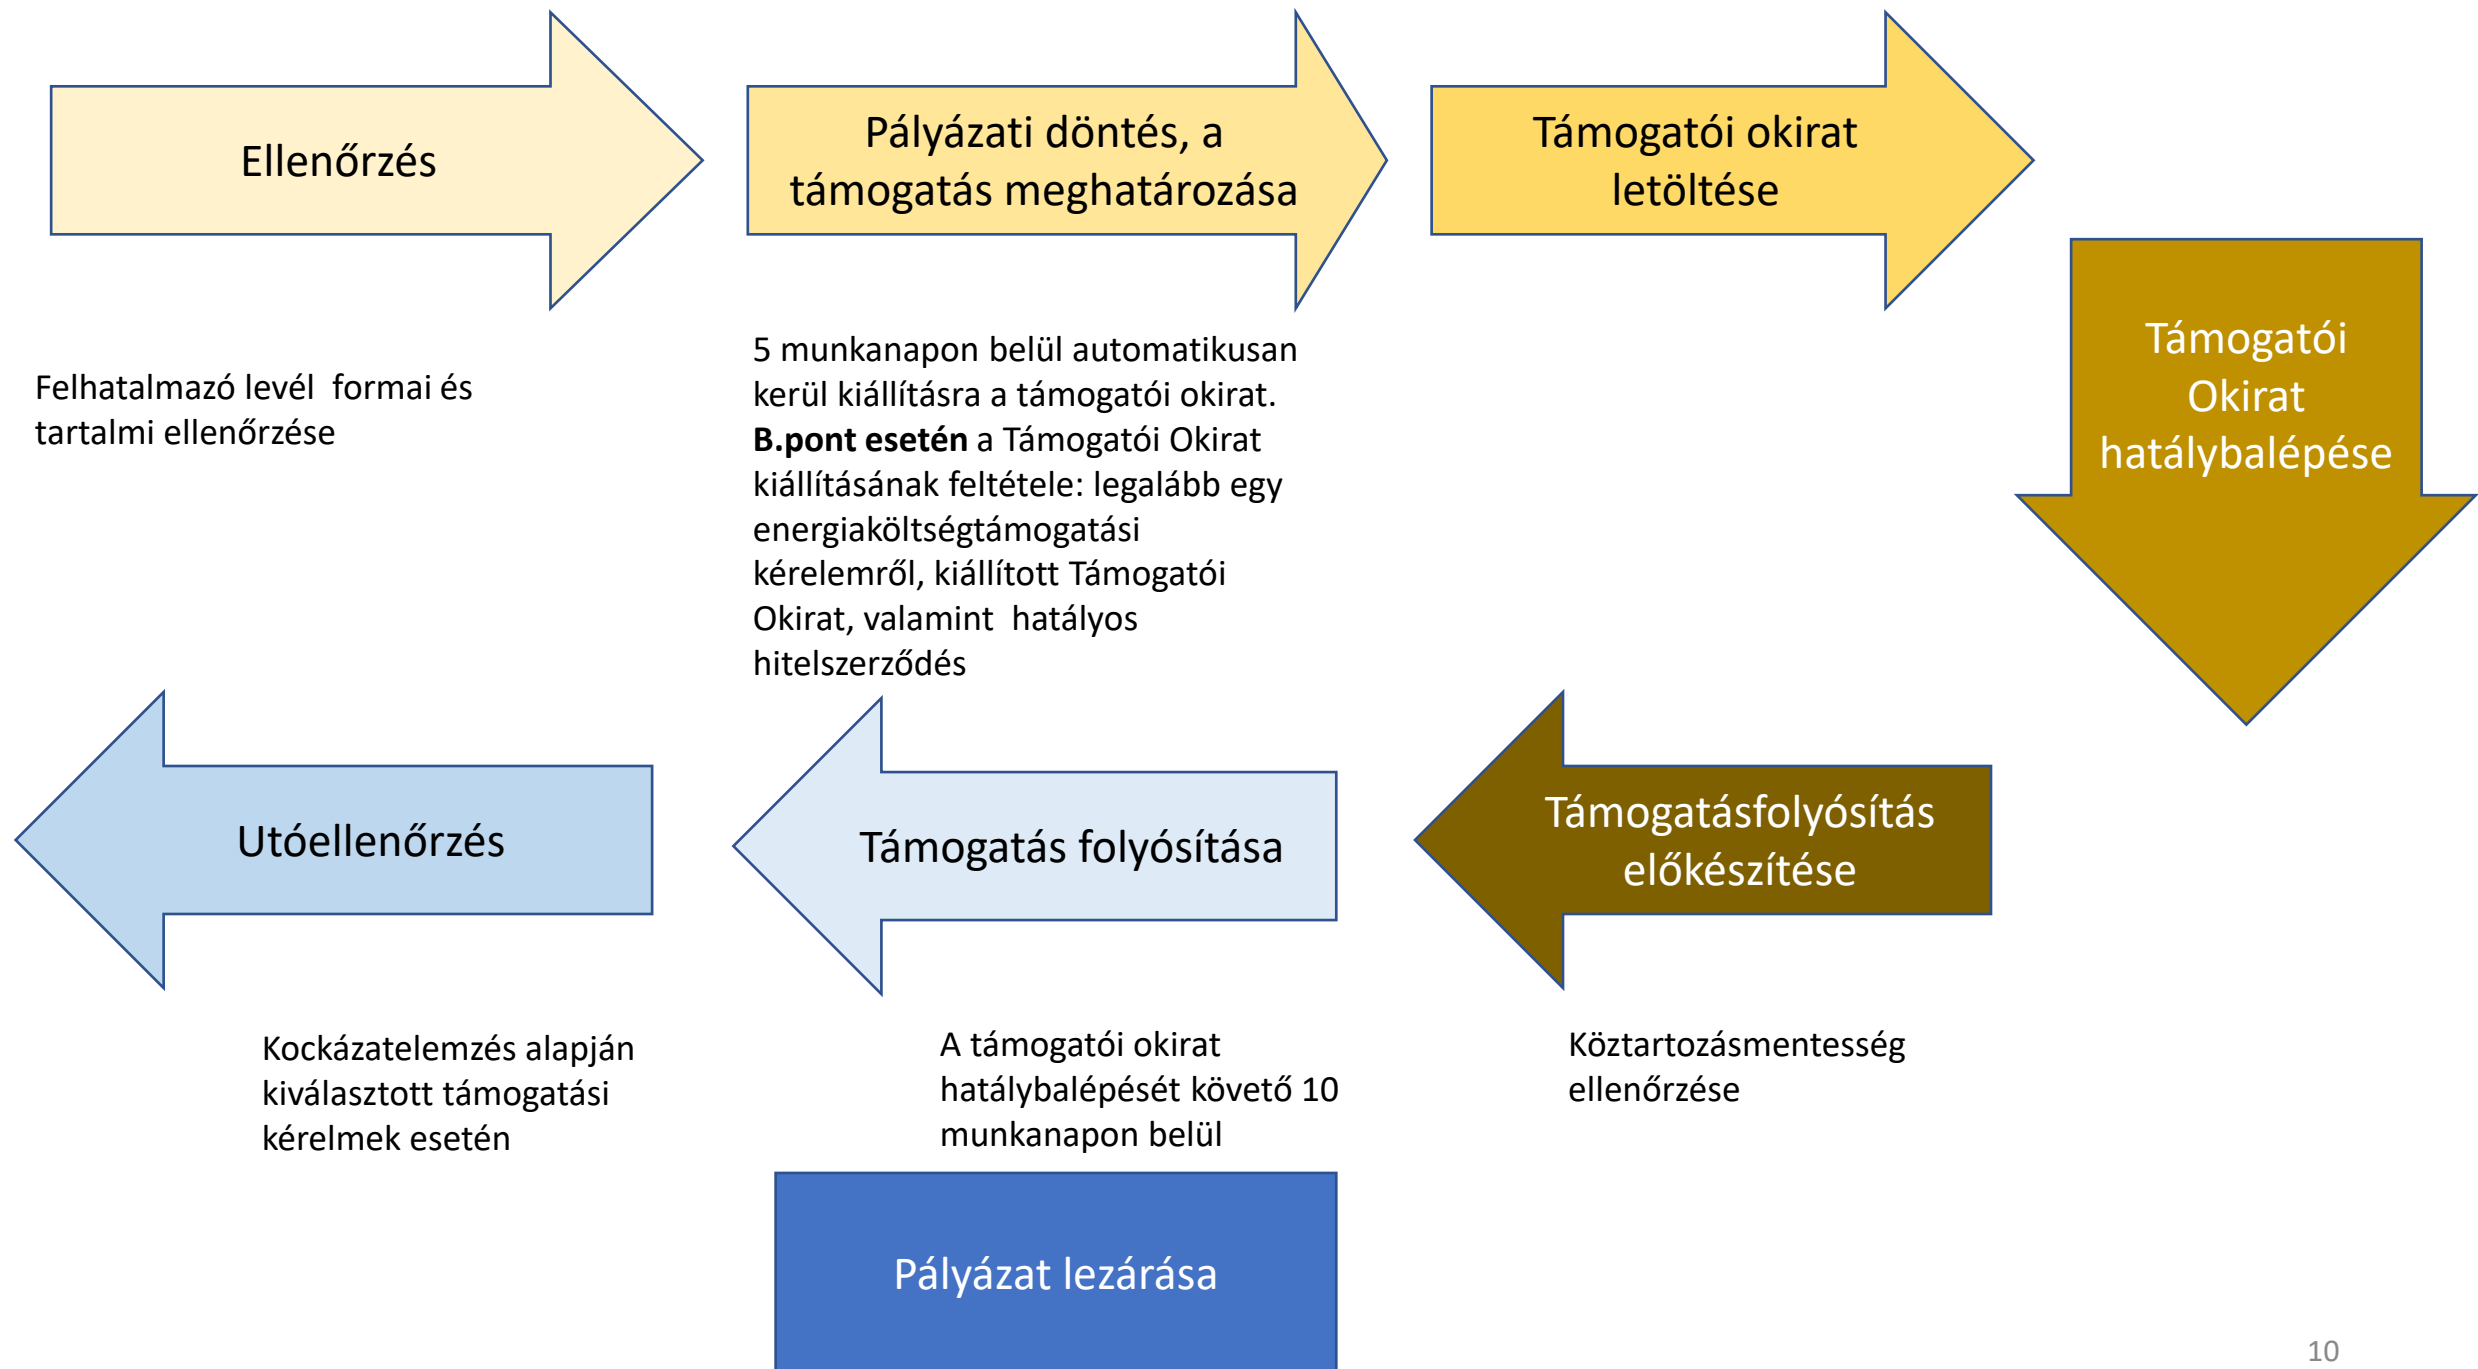 Ellenőrzés
Felhatalmazó levél  formai és
tartalmi ellenőrzése
Pályázati döntés, a
támogatás meghatározása
5 munkanapon belül automatikusan
kerül kiállításra a támogatói okirat.
B.pont esetén a Támogatói Okirat
kiállításának feltétele: legalább egy
energiaköltségtámogatási
kérelemről, kiállított Támogatói
Okirat, valamint  hatályos
hitelszerződés
Támogatói okirat
letöltése
Támogatói
Okirat
hatálybalépése
Támogatásfolyósítás
előkészítése
Köztartozásmentesség
ellenőrzése
Támogatás folyósítása
A támogatói okirat
hatálybalépését követő 10
munkanapon belül
Utóellenőrzés
Kockázatelemzés alapján
kiválasztott támogatási
kérelmek esetén
Pályázat lezárása
10